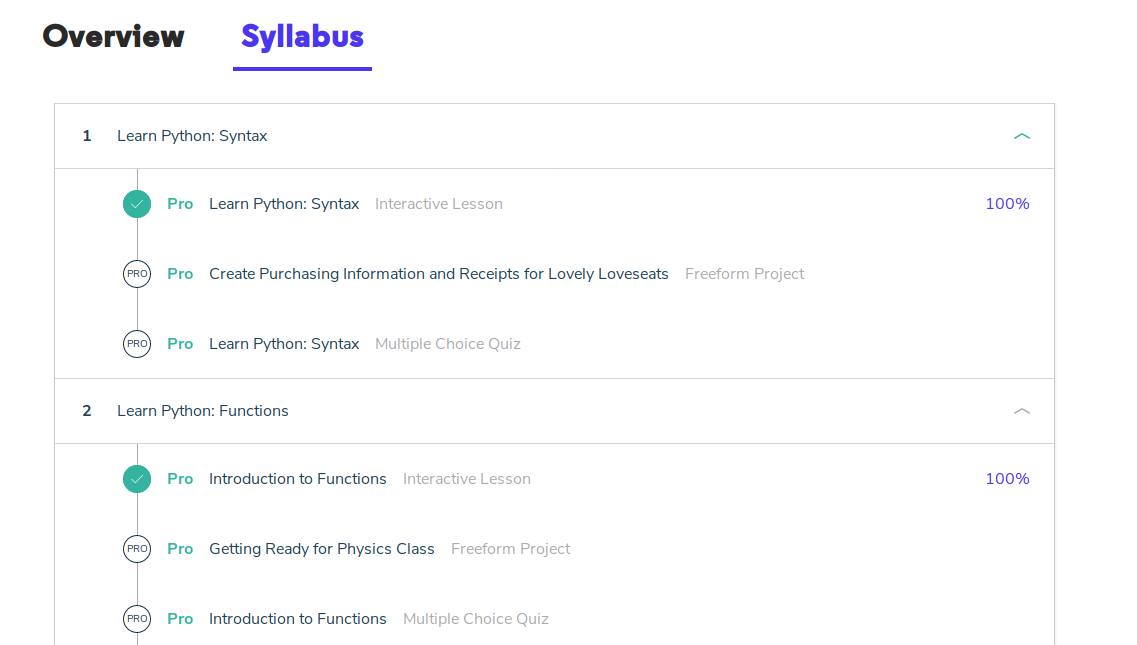 Overview Syllabus
1 Learn Python: Syntax
Pro Learn Python: Syntax Interactive Lesson 100%
PRO Pro Create Purchasing Information and Receipts for Lovely Loveseats Freeform Project
PRO Pro Learn Python: Syntax Multiple Choice Quiz
2 Learn Python: Functions
Pro Introduction to Functions Interactive Lesson 100%
PRO Pro Getting Ready for Physics Class Freeform Project
PRO Pro Introduction to Functions Multiple Choice Quiz